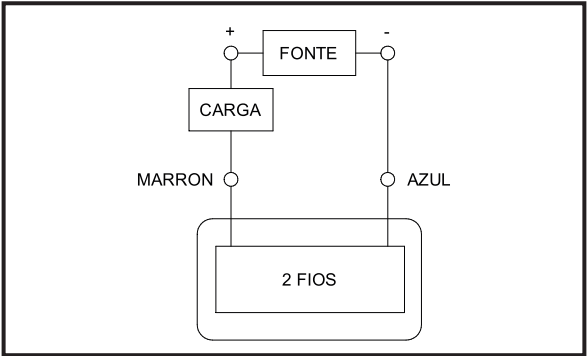 + -
FONTE
CARGA
MARRON AZUL
2 FIOS